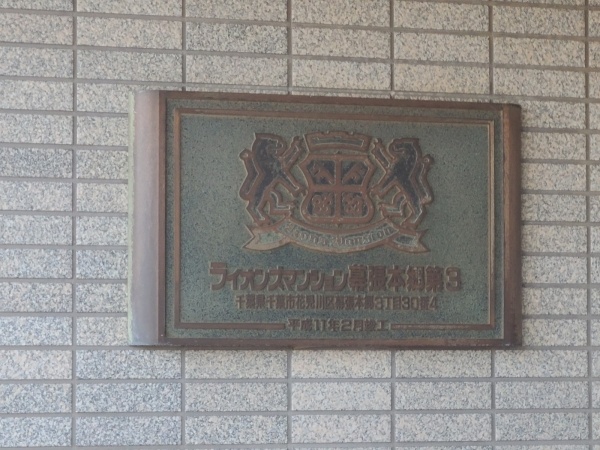 Lions Mansion
ライオンズマンション幕張本郷第3
千葉県千葉市花見川区幕張本郷3丁目30番4
平成11年2月竣工